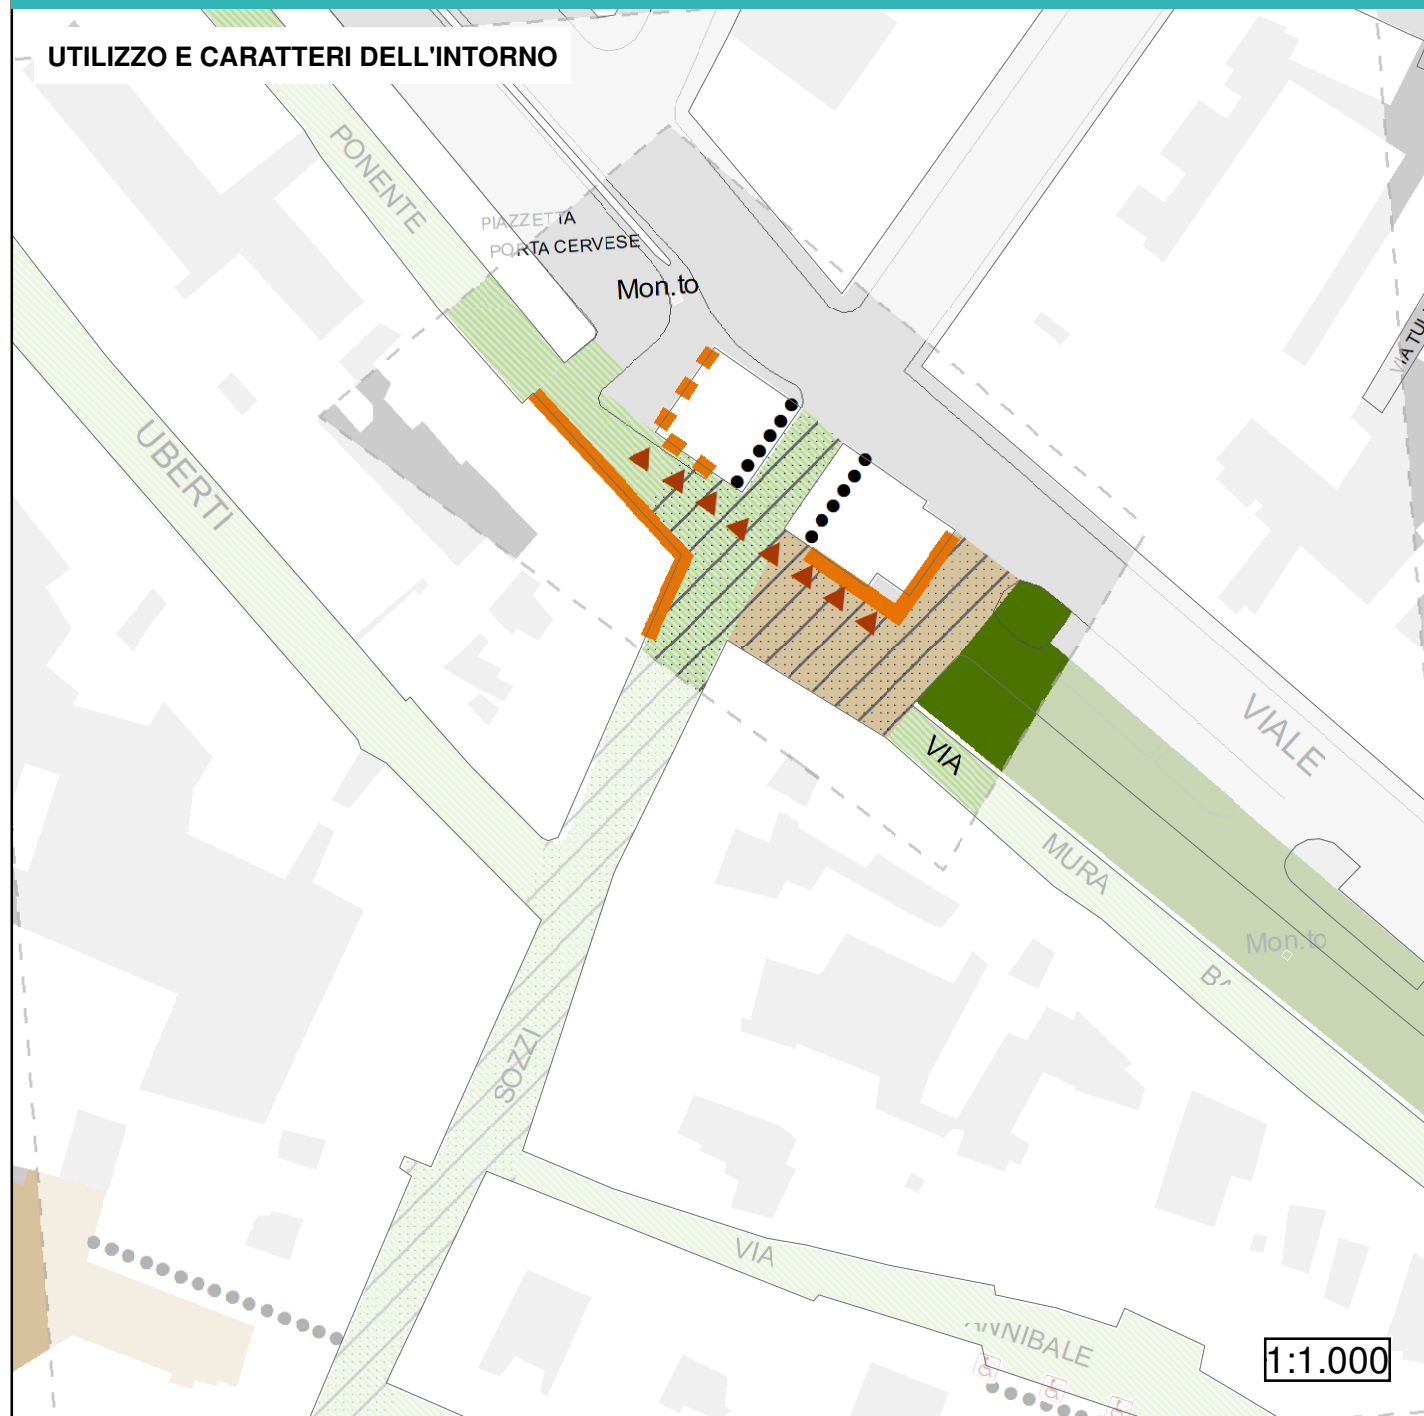 UTILIZZO E CARATTERI DELL'INTORNO
PONENTE
PIAZZETTA
PORTA CERVESE
Mon.to
UBERTI
VIA
VIALE
MURA
Mon.to
SOZZI
VIA
ANNIBALE
1:1.000